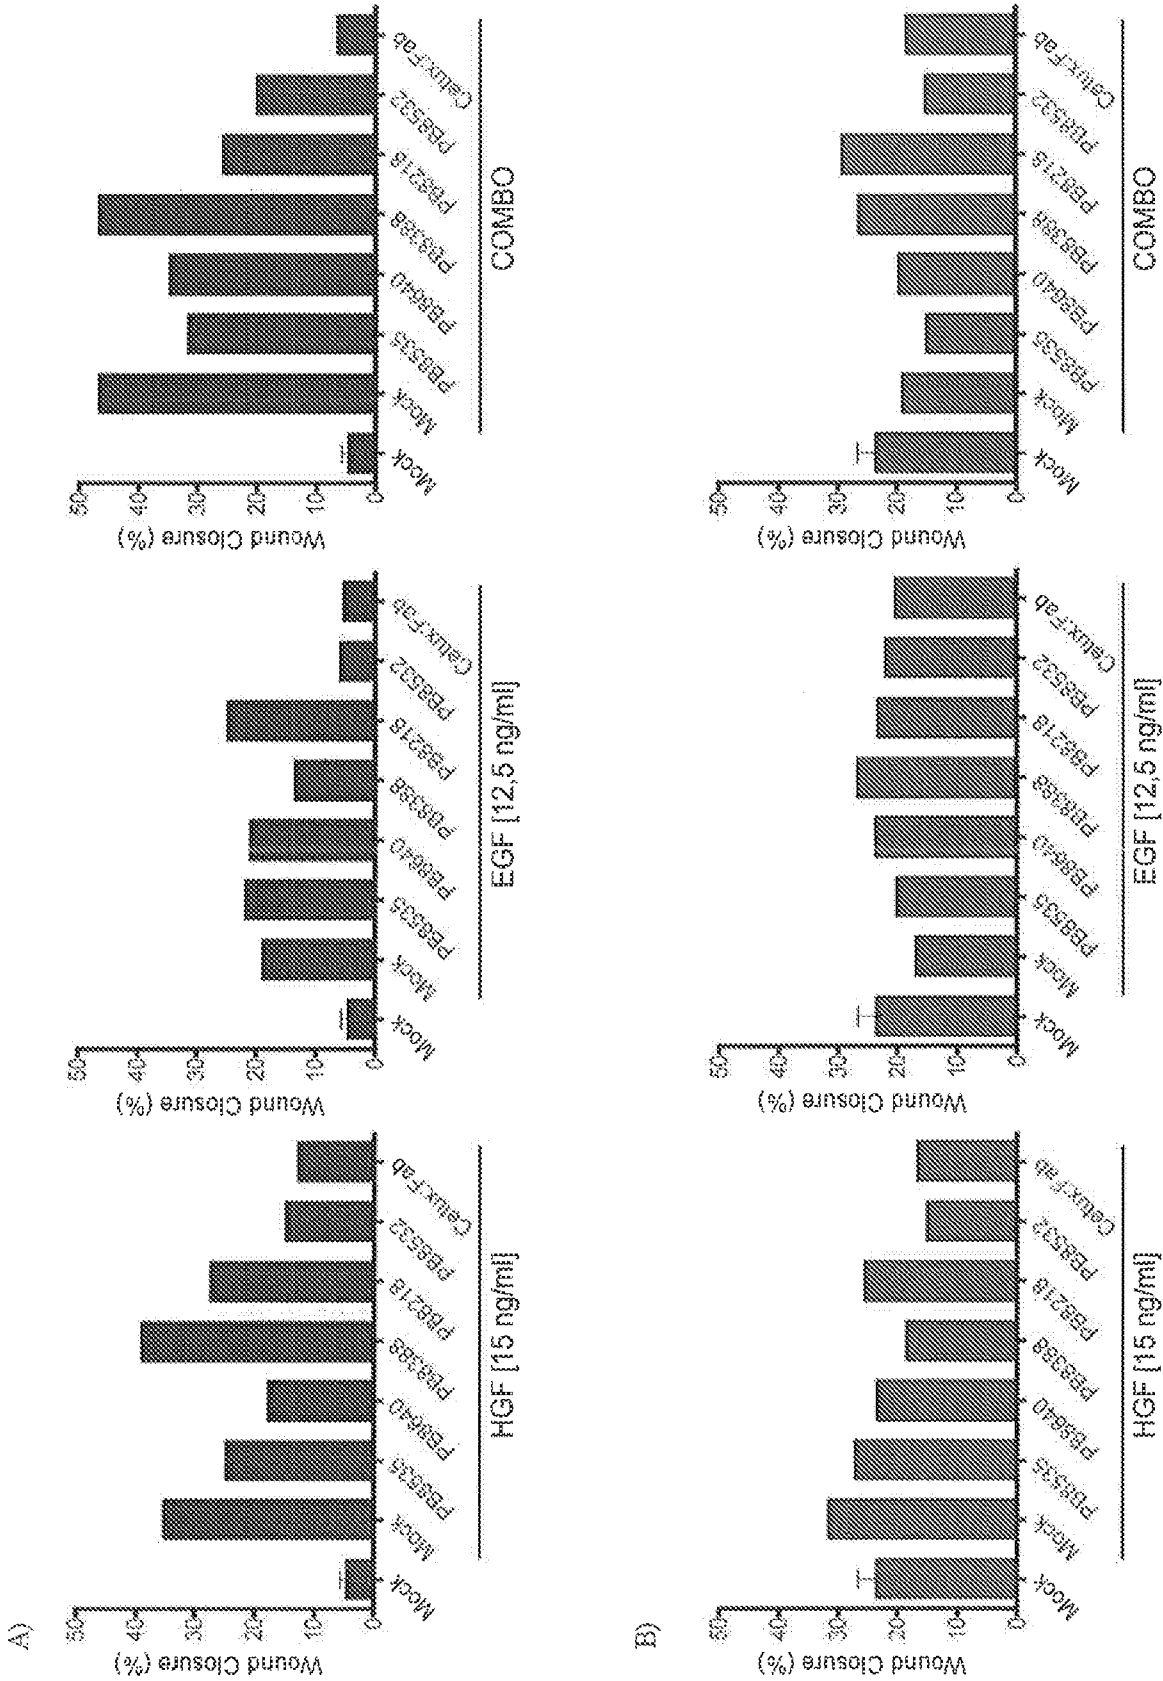 A)
Wound Closure (%)
50
40
30
20
10
0
Mock
Mock
PB8535
PB8640
PB8388
PB8218
PB8532
Cetux:Fab
HGF [15 ng/ml]
Wound Closure (%)
50
40
30
20
10
0
Mock
Mock
PB8535
PB8640
PB8388
PB8218
PB8532
Cetux:Fab
EGF [12,5 ng/ml]
Wound Closure (%)
50
40
30
20
10
0
Mock
Mock
PB8535
PB8640
PB8388
PB8218
PB8532
Cetux:Fab
COMBO
B)
Wound Closure (%)
50
40
30
20
10
0
Mock
Mock
PB8535
PB8640
PB8388
PB8218
PB8532
Cetux:Fab
HGF [15 ng/ml]
Wound Closure (%)
50
40
30
20
10
0
Mock
Mock
PB8535
PB8640
PB8388
PB8218
PB8532
Cetux:Fab
EGF [12,5 ng/ml]
Wound Closure (%)
50
40
30
20
10
0
Mock
Mock
PB8535
PB8640
PB8388
PB8218
PB8532
Cetux:Fab
COMBO